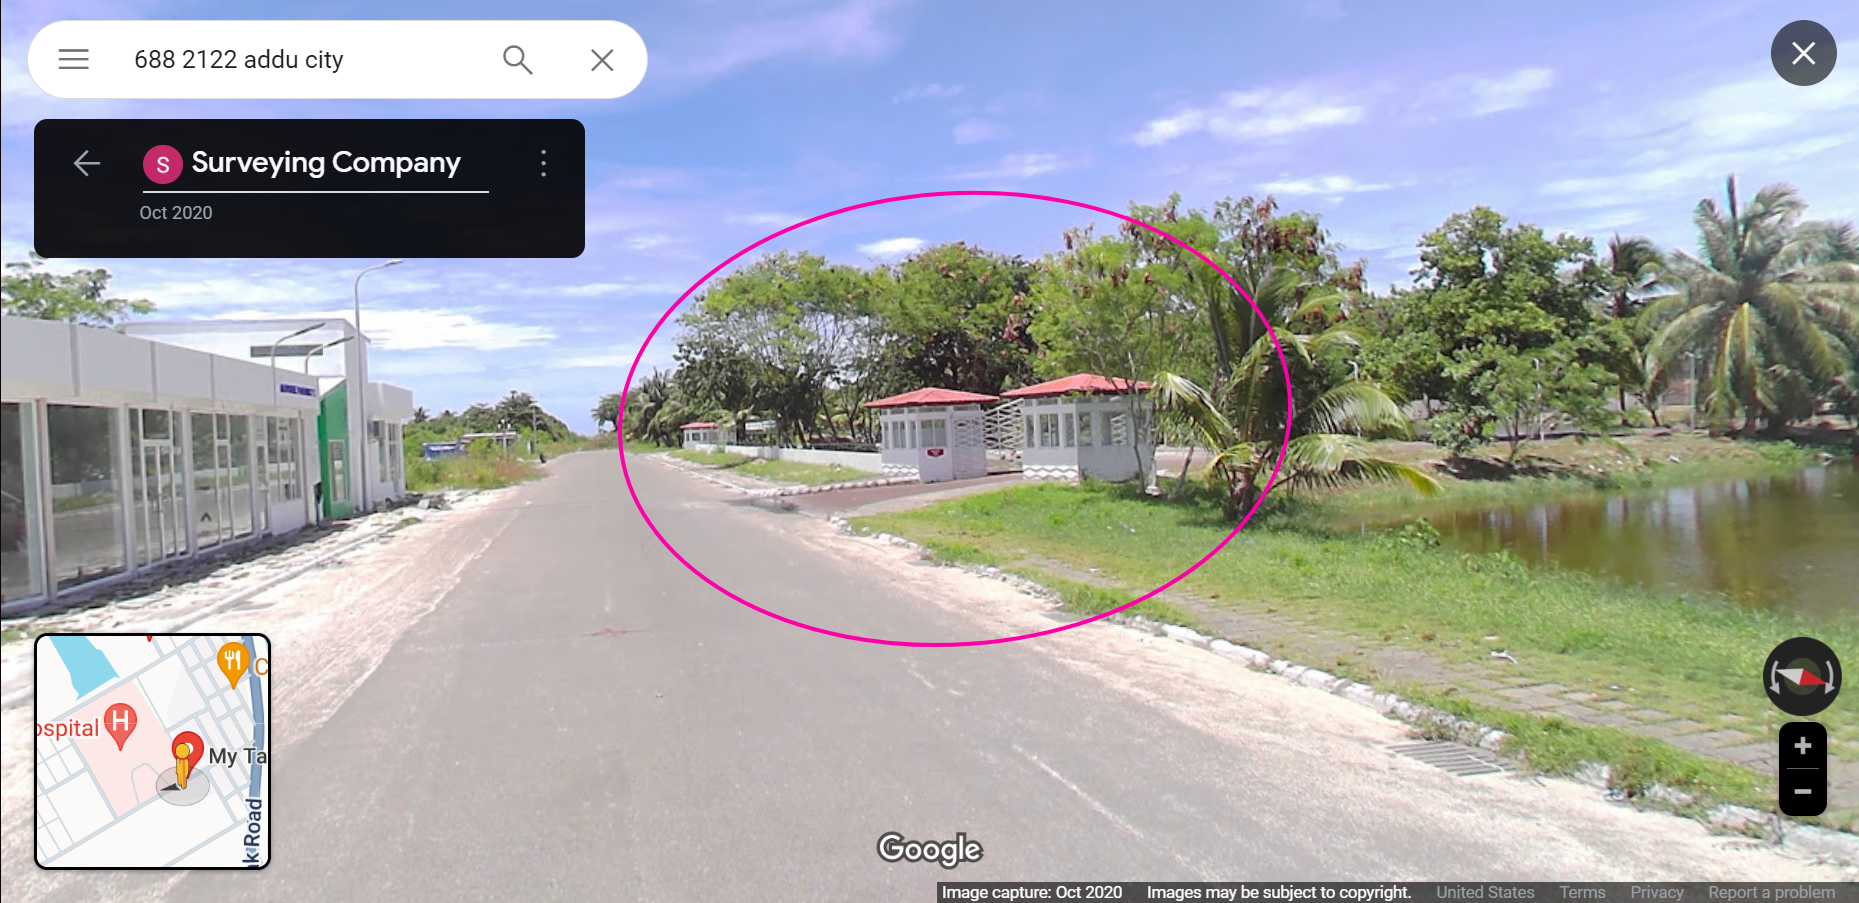 688 2122 addu city
S Surveying Company
Oct 2020
ospital H
C
My Ta
k Road
Google
Image capture: Oct 2020 Images may be subject to copyright. United States Terms Privacy Report a problem